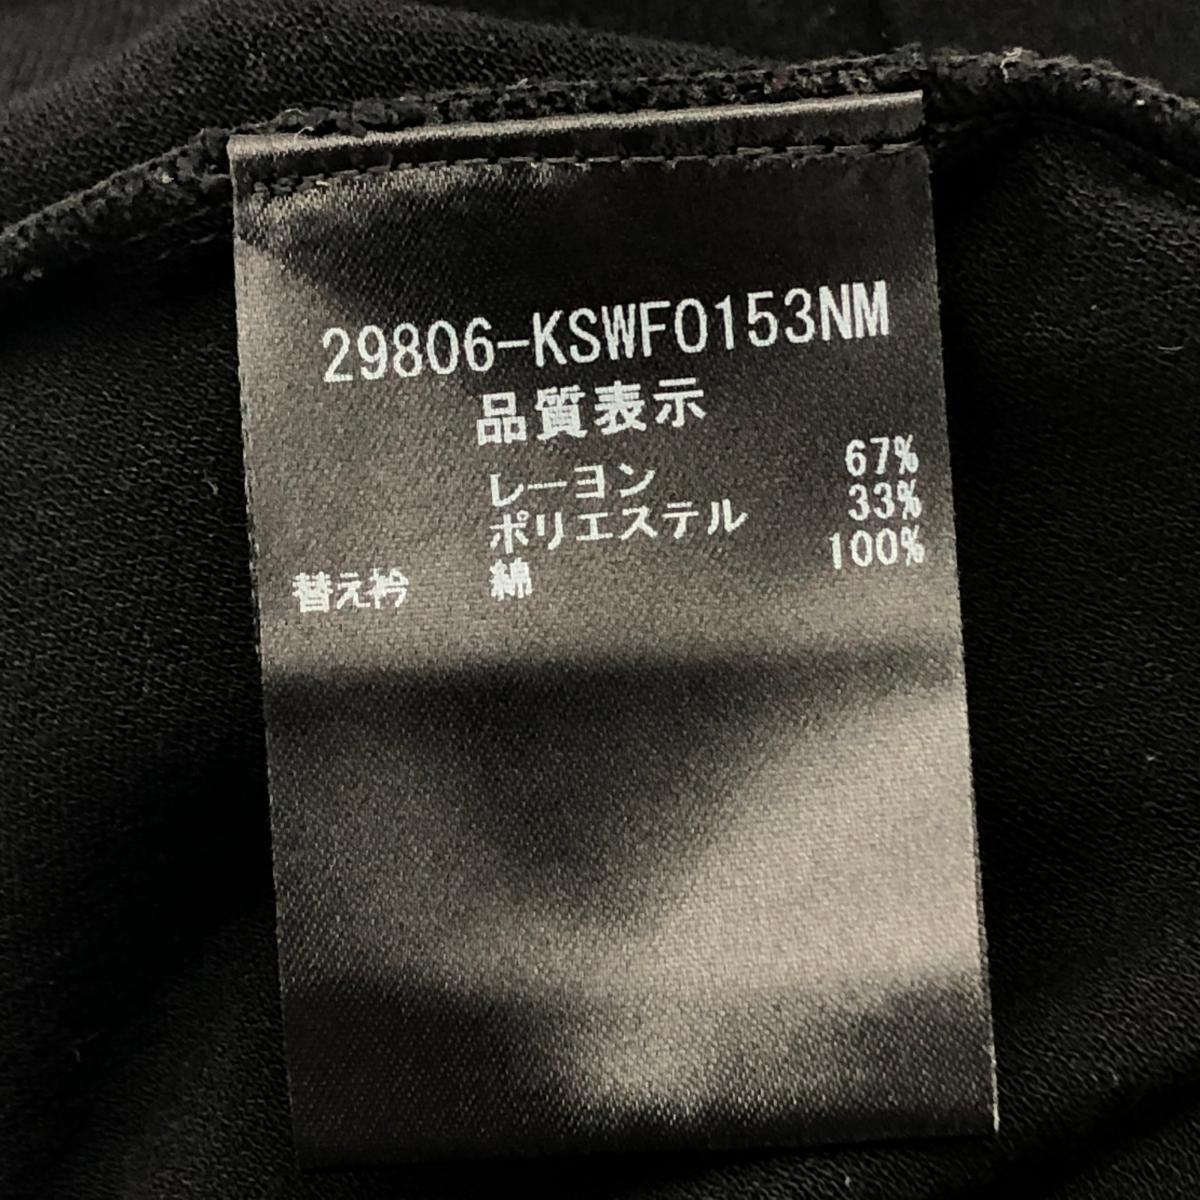 29806-KSWF0153NM
品質表示
レーヨン 67%
ポリエステル 33%
替え衿 綿 100%